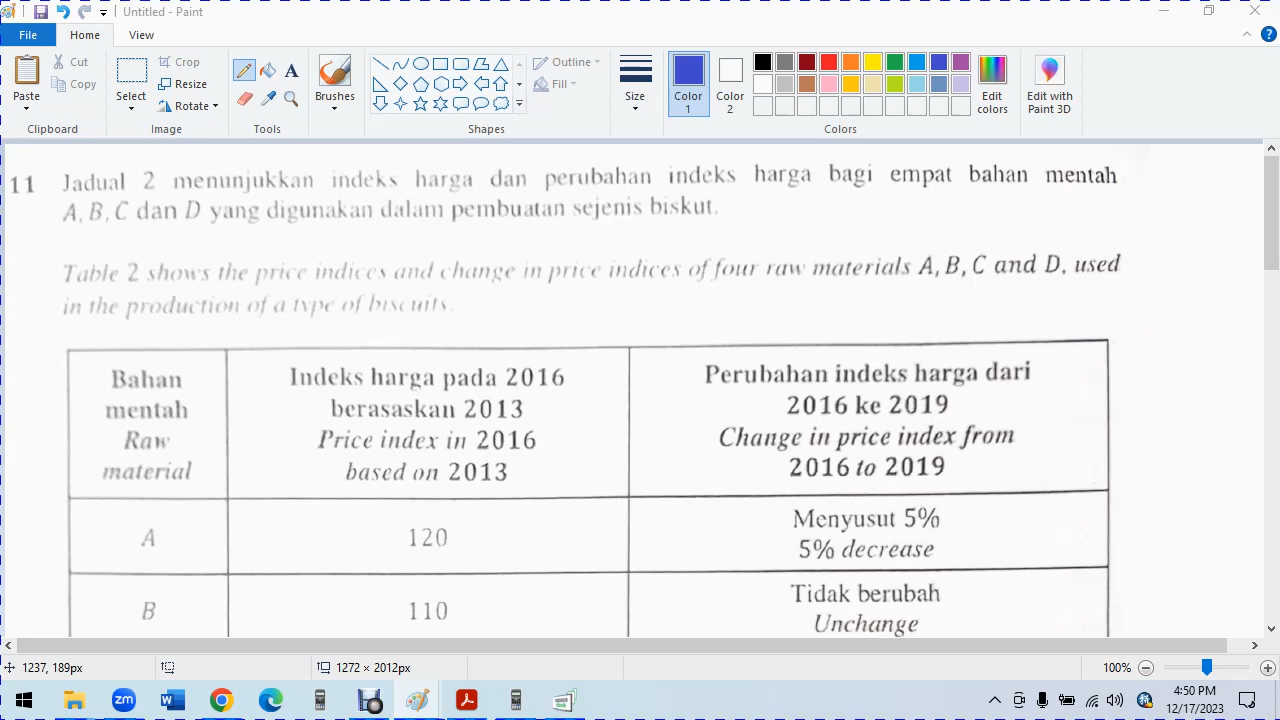 Untitled - Paint
File
Home
View
Paste
Cut
Copy
Clipboard
Select
Crop
Resize
Rotate
Image
A
Tools
Brushes
Outline
Fill
Shapes
Size
Color 1
Color 2
Colors
Edit colors
Edit with Paint 3D
11 Jadual 2 menunjukkan indeks harga dan perubahan indeks harga bagi empat bahan mentah
A, B, C dan D yang digunakan dalam pembuatan sejenis biskut.
Table 2 shows the price indices and change in price indices of four raw materials A, B, C and D, used
in the production of a type of biscuits.
Bahan
mentah
Raw
material
Indeks harga pada 2016
berasaskan 2013
Price index in 2016
based on 2013
Perubahan indeks harga dari
2016 ke 2019
Change in price index from
2016 to 2019
A
120
Menyusut 5%
5% decrease
B
110
Tidak berubah
Unchange
1237, 189px
1272 × 2012px
100%
zm
4:50 PM
12/17/2023